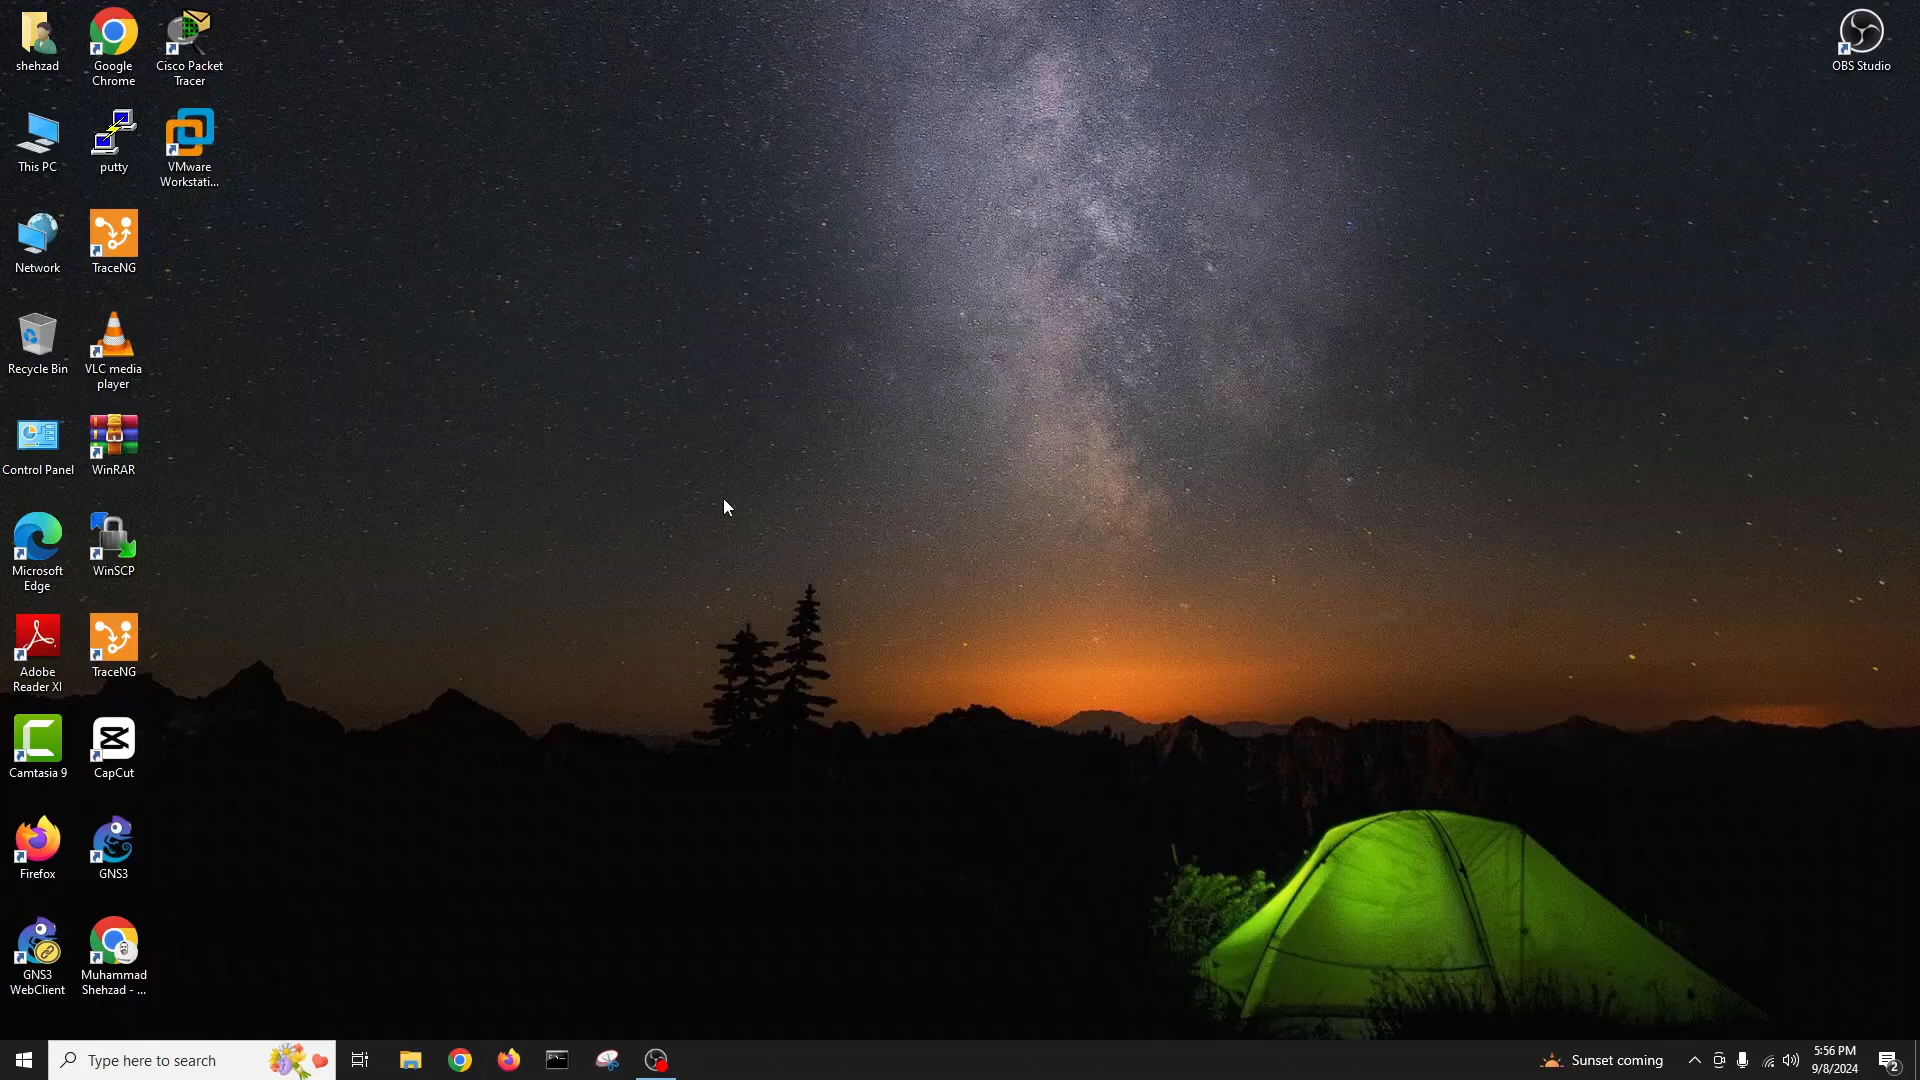 shehzad
Google
Chrome
Cisco Packet
Tracer
OBS Studio
This PC
putty
VMware
Workstati...
Network
TraceNG
Recycle Bin
VLC media
player
Control Panel
WinRAR
Microsoft
Edge
WinSCP
Adobe
Reader XI
TraceNG
Camtasia 9
CapCut
Firefox
GNS3
GNS3
WebClient
Muhammad
Shehzad - ...
Type here to search
Sunset coming
5:56 PM
9/8/2024
2